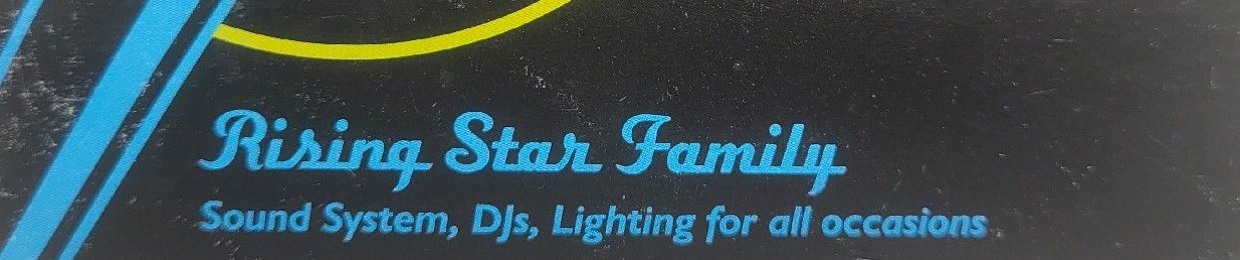 Rising Star Family
Sound System, DJs, Lighting for all occasions